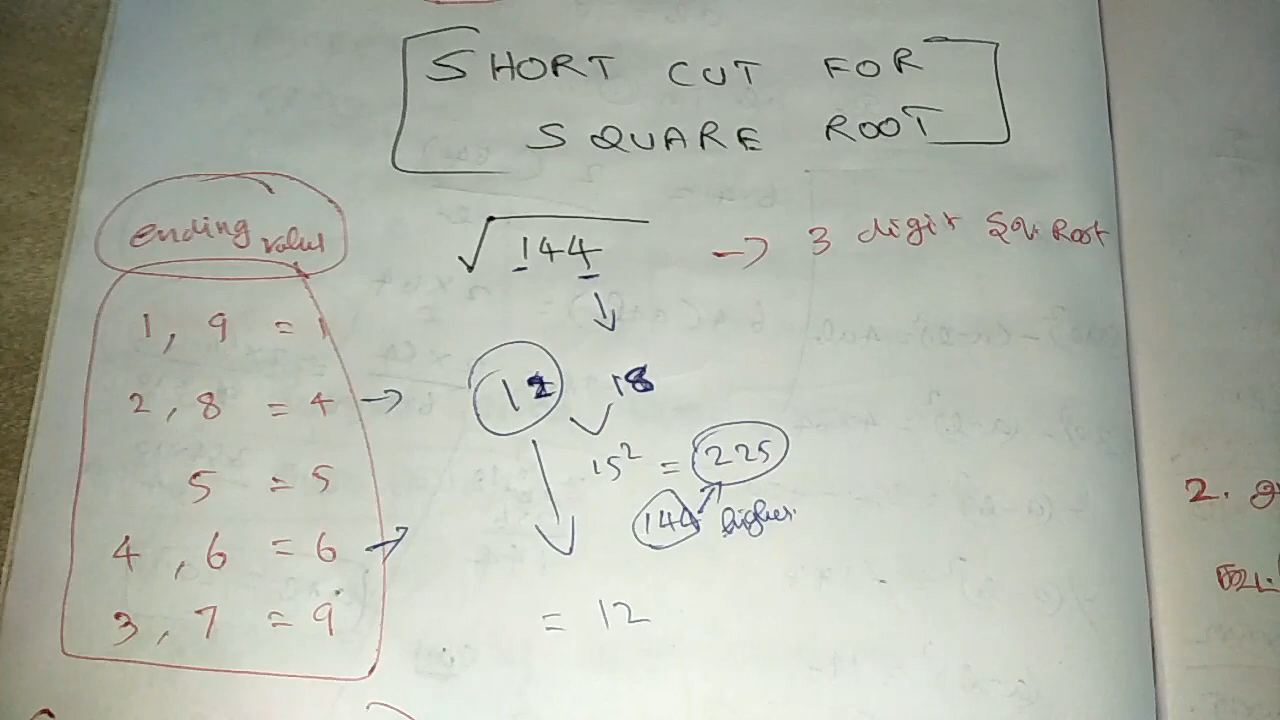 SHORT CUT FOR
SQUARE ROOT
ending value
√144 -> 3 digit Sq. Root
1, 9 = 1
2, 8 = 4 ->
12 18
5 = 5
15² = 225
144 higher.
4, 6 = 6 ->
3, 7 = 9
= 12
2.